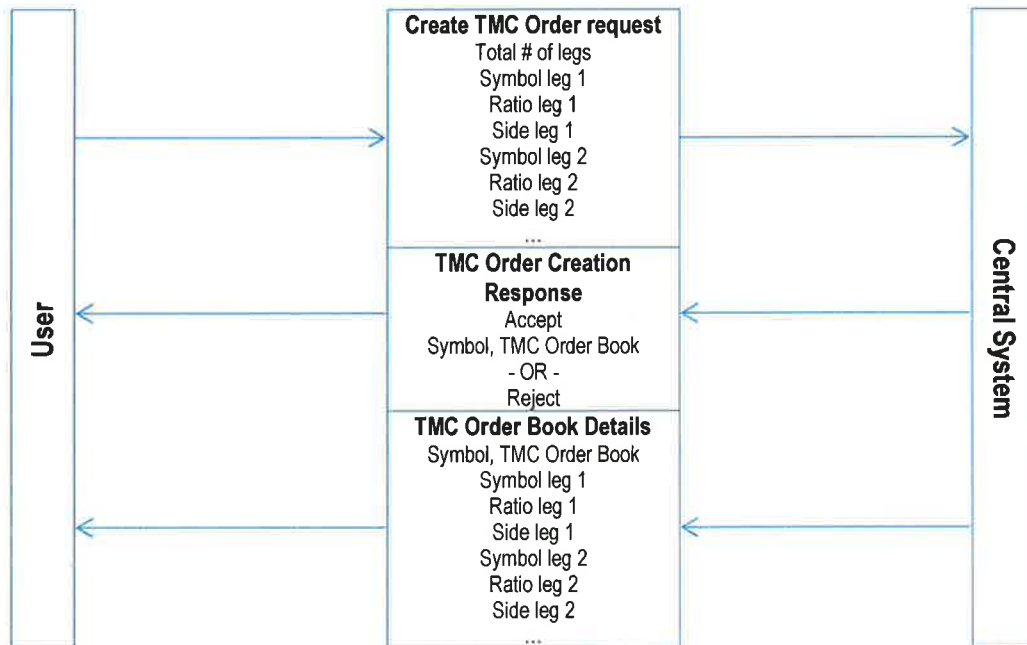 User
Create TMC Order request
Total # of legs
Symbol leg 1
Ratio leg 1
Side leg 1
Symbol leg 2
Ratio leg 2
Side leg 2
...
TMC Order Creation
Response
Accept
Symbol, TMC Order Book
- OR -
Reject
TMC Order Book Details
Symbol, TMC Order Book
Symbol leg 1
Ratio leg 1
Side leg 1
Symbol leg 2
Ratio leg 2
Side leg 2
...
Central System